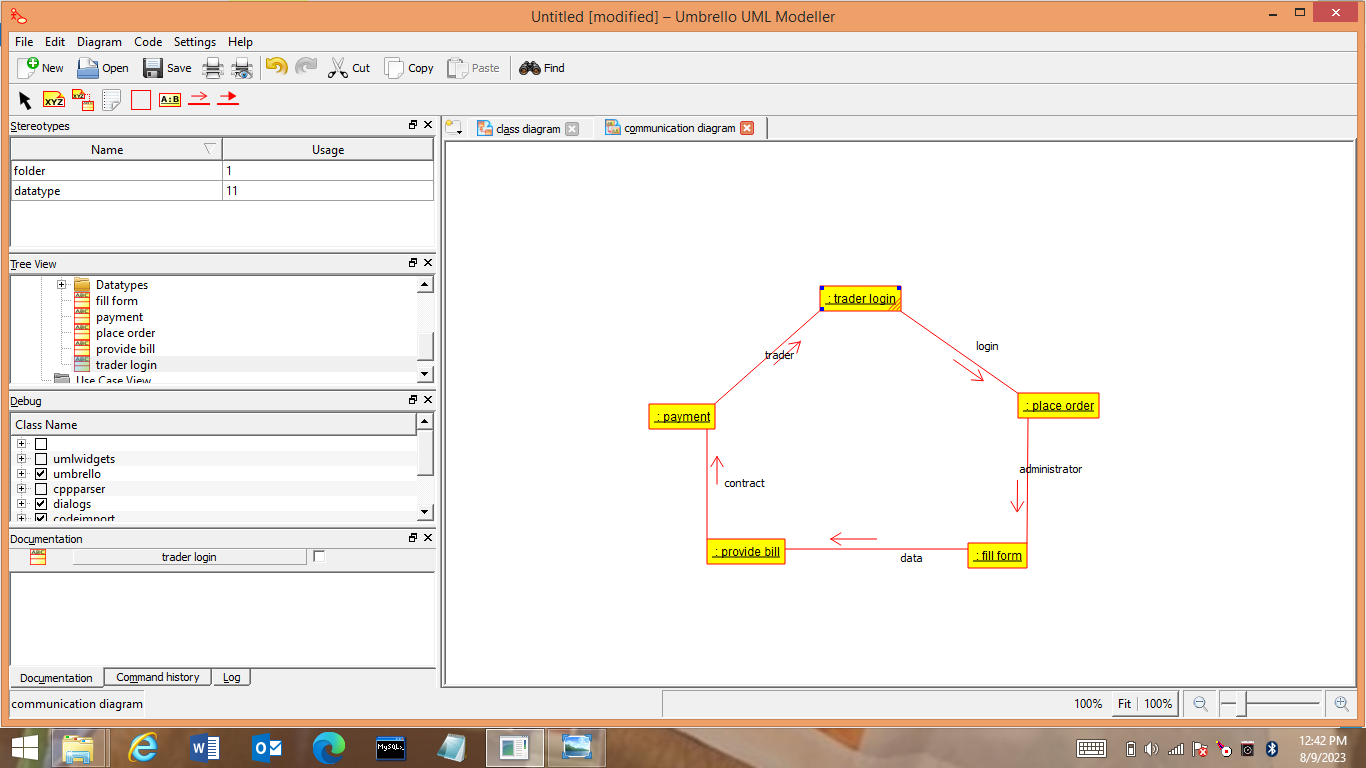 Untitled [modified] – Umbrello UML Modeller
File Edit Diagram Code Settings Help
New Open Save Cut Copy Paste Find
XYZ XYZ A:B
Stereotypes
class diagram communication diagram
Name Usage
folder 1
datatype 11
Tree View
Datatypes
fill form
payment
place order
provide bill
trader login
Use Case View
Debug
Class Name
umlwidgets
umbrello
cppparser
dialogs
codeimport
Documentation
trader login
Documentation Command history Log
: trader login
trader
login
: payment
: place order
administrator
contract
: provide bill
data
: fill form
communication diagram
100% Fit 100%
MySQL
12:42 PM
8/9/2023